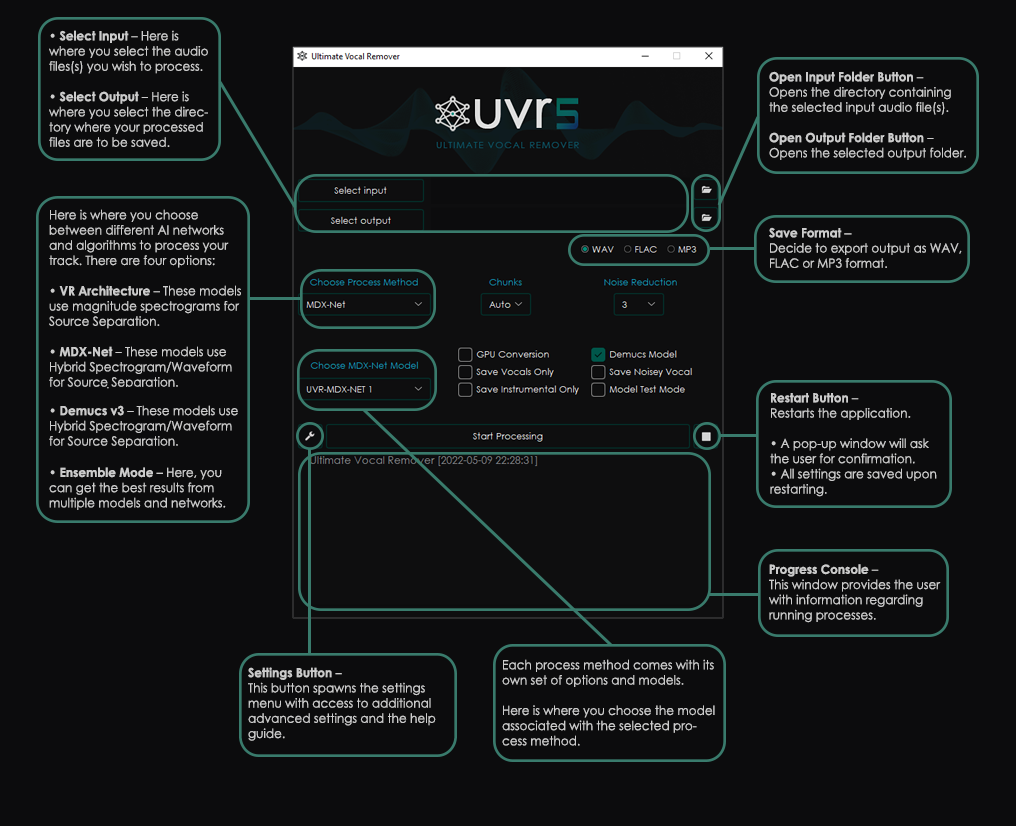 • Select Input – Here is
where you select the audio
files(s) you wish to process.
• Select Output – Here is
where you select the direc-
tory where your processed
files are to be saved.
Here is where you choose
between different AI networks
and algorithms to process your
track. There are four options:
• VR Architecture – These models
use magnitude spectrograms for
Source Separation.
• MDX-Net – These models use
Hybrid Spectrogram/Waveform
for Source Separation.
• Demucs v3 – These models use
Hybrid Spectrogram/Waveform
for Source Separation.
• Ensemble Mode – Here, you
can get the best results from
multiple models and networks.
Ultimate Vocal Remover
uvr5
ULTIMATE VOCAL REMOVER
Select input
Select output
WAV FLAC MP3
Choose Process Method Chunks Noise Reduction
MDX-Net Auto 3
Choose MDX-Net Model
UVR-MDX-NET 1
GPU Conversion Demucs Model
Save Vocals Only Save Noisey Vocal
Save Instrumental Only Model Test Mode
Start Processing
Ultimate Vocal Remover [2022-05-09 22:28:31]
Open Input Folder Button –
Opens the directory containing
the selected input audio file(s).
Open Output Folder Button –
Opens the selected output folder.
Save Format –
Decide to export output as WAV,
FLAC or MP3 format.
Restart Button –
Restarts the application.
• A pop-up window will ask
the user for confirmation.
• All settings are saved upon
restarting.
Progress Console –
This window provides the user
with information regarding
running processes.
Settings Button –
This button spawns the settings
menu with access to additional
advanced settings and the help
guide.
Each process method comes with its
own set of options and models.
Here is where you choose the model
associated with the selected pro-
cess method.